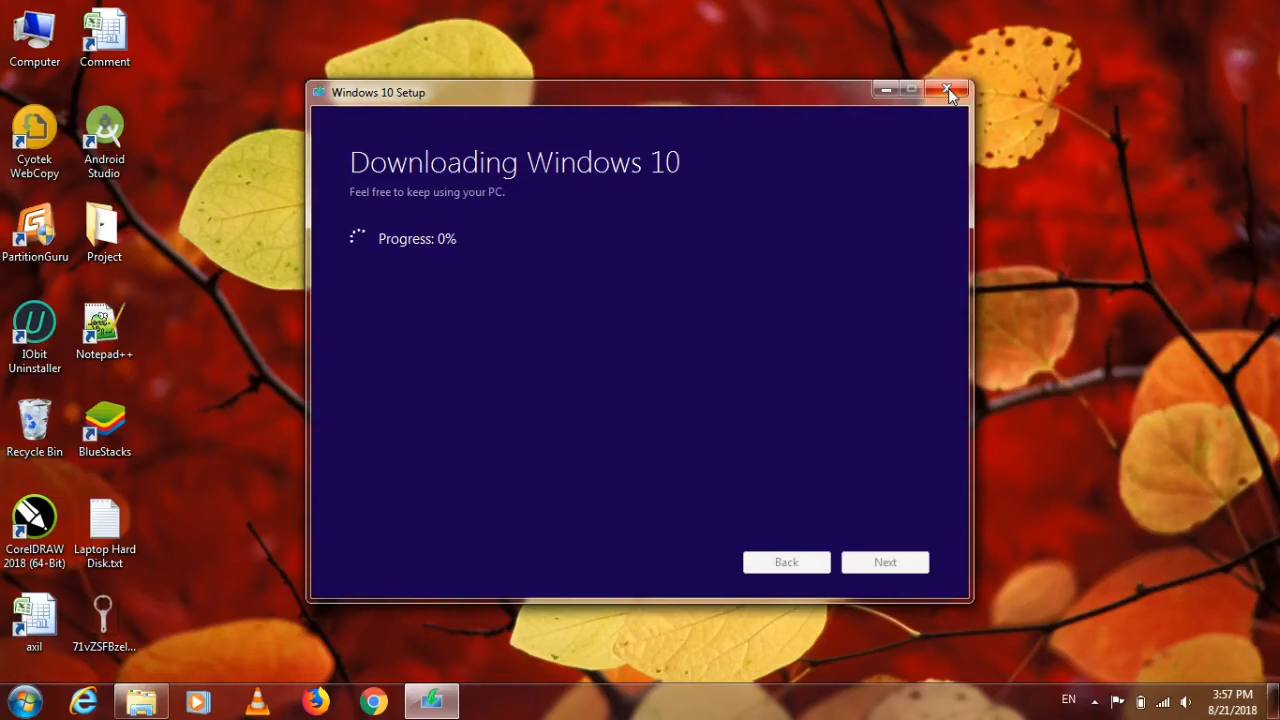 Computer
Comment
Cyotek
WebCopy
Android
Studio
PartitionGuru
Project
IObit
Uninstaller
Notepad++
Recycle Bin
BlueStacks
CorelDRAW
2018 (64-Bit)
Laptop Hard
Disk.txt
axil
71vZSFBzel...
Windows 10 Setup
Downloading Windows 10
Feel free to keep using your PC.
Progress: 0%
Back
Next
EN
3:57 PM
8/21/2018